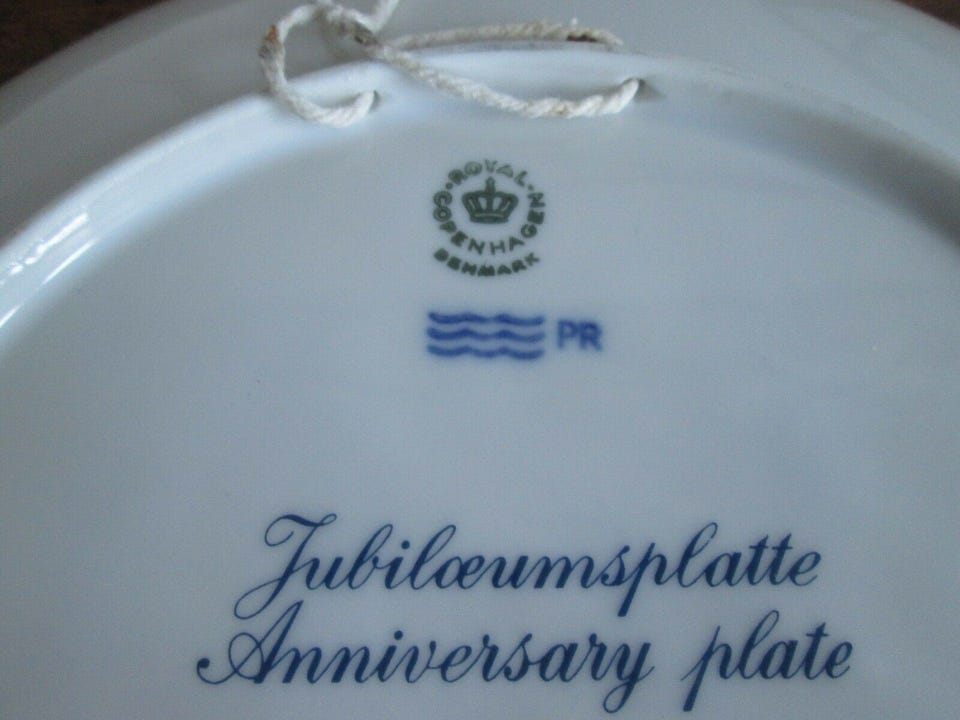 ROYAL
COPENHAGEN
DENMARK
PR
Jubilæumsplatte
Anniversary plate